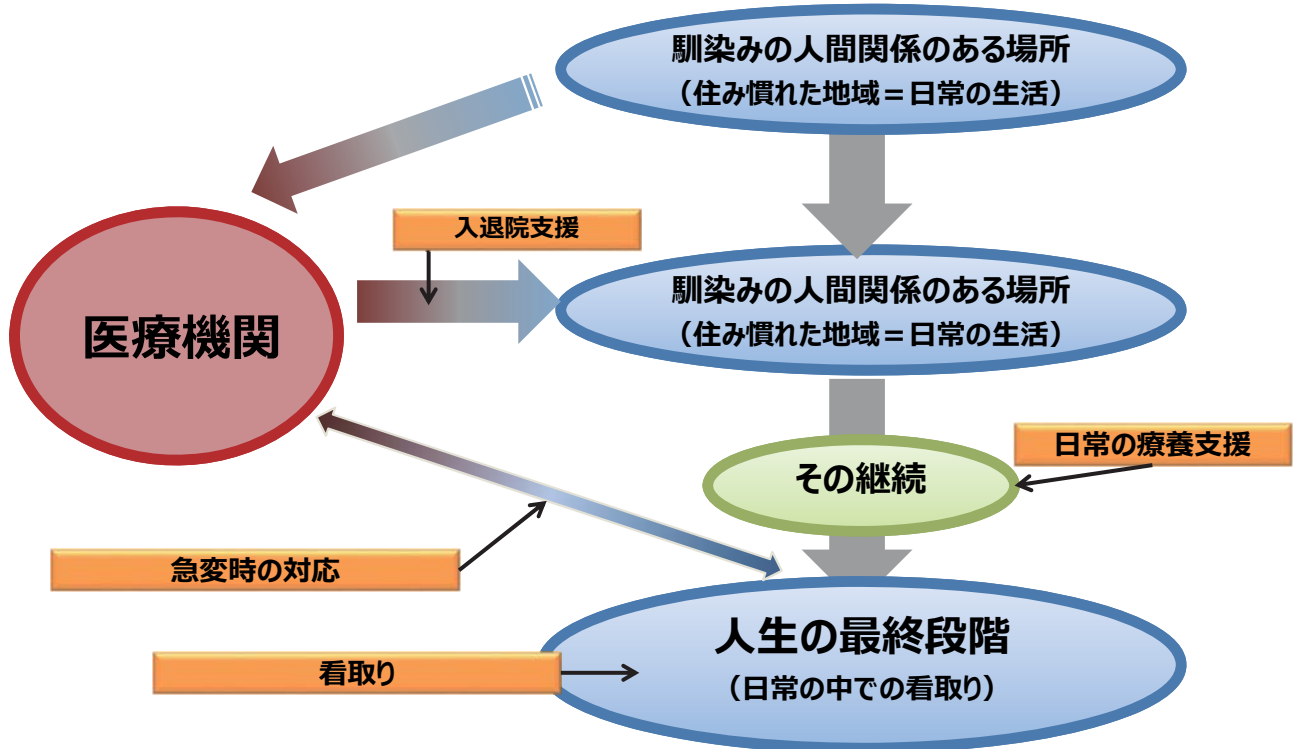 馴染みの人間関係のある場所
（住み慣れた地域＝日常の生活）
入退院支援
医療機関
馴染みの人間関係のある場所
（住み慣れた地域＝日常の生活）
日常の療養支援
その継続
急変時の対応
人生の最終段階
（日常の中での看取り）
看取り